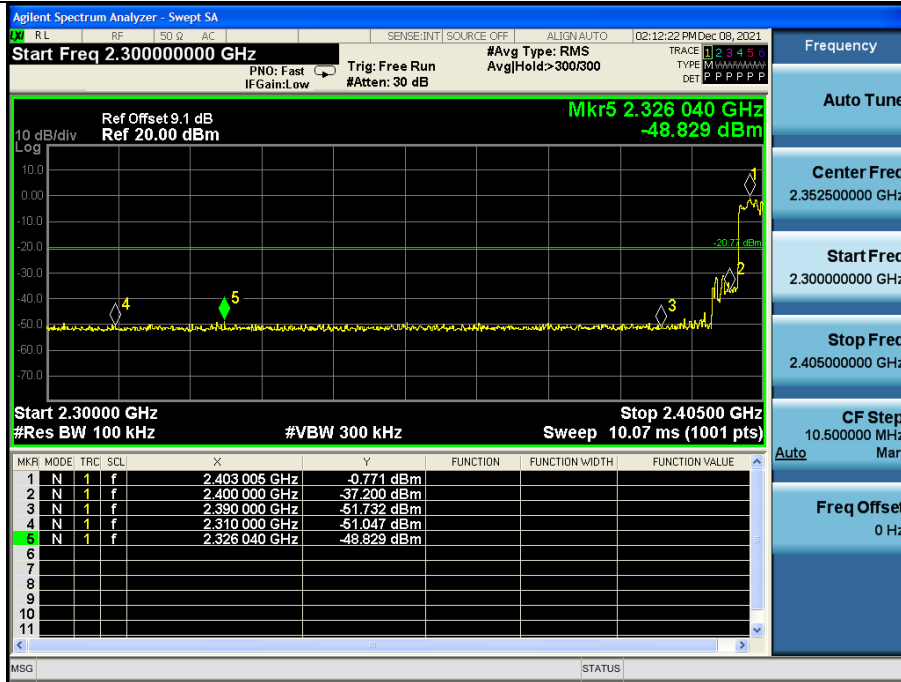 Agilent Spectrum Analyzer - Swept SA
LXI RL RF 50 Ω AC SENSE:INT SOURCE OFF ALIGN AUTO 02:12:22 PM Dec 08, 2021
Start Freq 2.300000000 GHz
PNO: Fast
IFGain:Low
Trig: Free Run
#Atten: 30 dB
#Avg Type: RMS
Avg|Hold:>300/300
TRACE 1 2 3 4 5 6
TYPE M WWWWW
DET P P P P P P
Ref Offset 9.1 dB
Ref 20.00 dBm
10 dB/div
Log
Mkr5 2.326 040 GHz
-48.829 dBm
10.0
0.00
-10.0
-20.0
-30.0
-40.0
-50.0
-60.0
-70.0
-20.77 dBm
1
2
3
4
5
Start 2.30000 GHz
#Res BW 100 kHz
#VBW 300 kHz
Stop 2.40500 GHz
Sweep 10.07 ms (1001 pts)
MKR MODE TRC SCL X Y FUNCTION FUNCTION WIDTH FUNCTION VALUE
1 N 1 f 2.403 005 GHz -0.771 dBm
2 N 1 f 2.400 000 GHz -37.200 dBm
3 N 1 f 2.390 000 GHz -51.732 dBm
4 N 1 f 2.310 000 GHz -51.047 dBm
5 N 1 f 2.326 040 GHz -48.829 dBm
6
7
8
9
10
11
MSG
STATUS
Frequency
Auto Tune
Center Freq
2.352500000 GHz
Start Freq
2.300000000 GHz
Stop Freq
2.405000000 GHz
CF Step
10.500000 MHz
Auto Man
Freq Offset
0 Hz